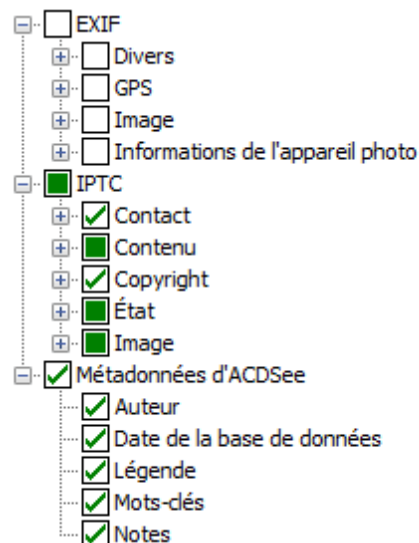 EXIF
Divers
GPS
Image
Informations de l'appareil photo
IPTC
Contact
Contenu
Copyright
État
Image
Métadonnées d'ACDSee
Auteur
Date de la base de données
Légende
Mots-clés
Notes